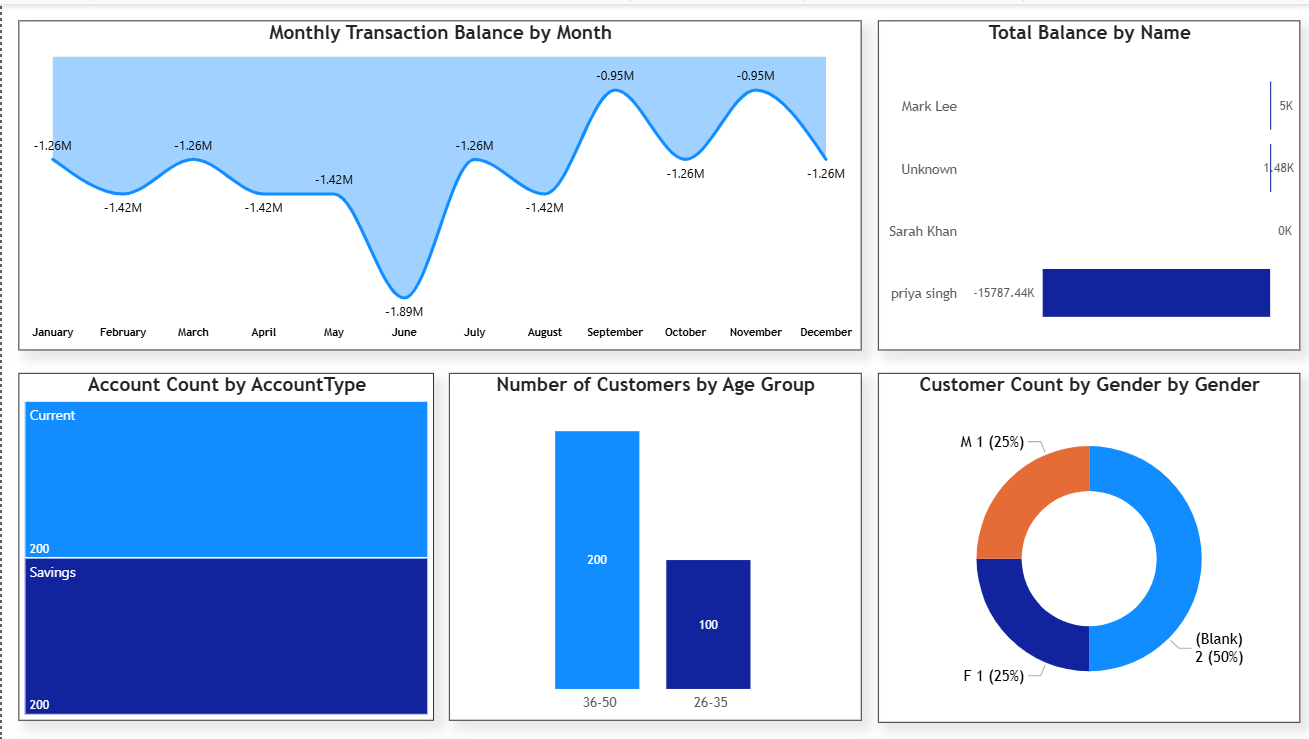 Monthly Transaction Balance by Month
-0.95M
-0.95M
-1.26M
-1.26M
-1.26M
-1.26M
-1.26M
-1.42M
-1.42M
-1.42M
-1.42M
-1.89M
January February March April May June July August September October November December
Total Balance by Name
Mark Lee 5K
Unknown 1.48K
Sarah Khan 0K
priya singh -15787.44K
Account Count by AccountType
Current
200
Savings
200
Number of Customers by Age Group
200
100
36-50 26-35
Customer Count by Gender by Gender
M 1 (25%)
(Blank)
2 (50%)
F 1 (25%)